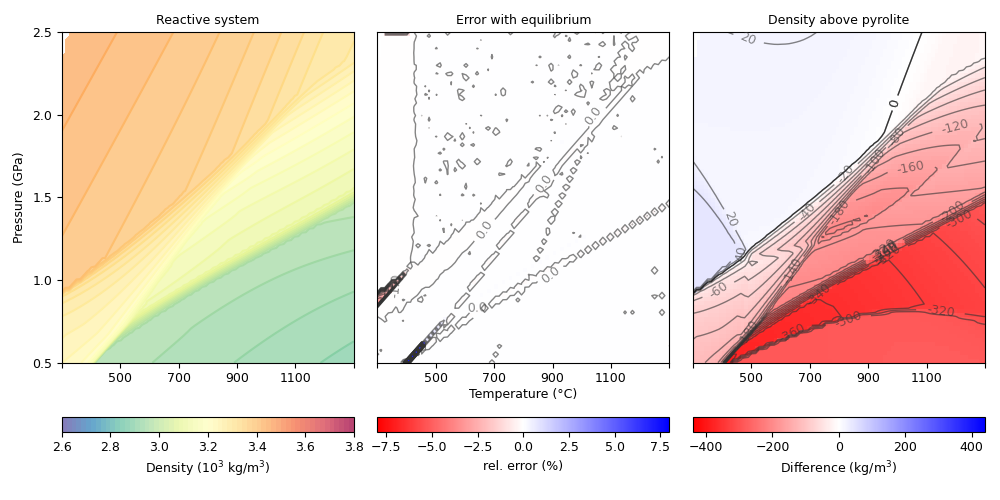 Reactive system
Error with equilibrium
Density above pyrolite
Pressure (GPa)
2.5
2.0
1.5
1.0
0.5
500 700 900 1100
500 700 900 1100
500 700 900 1100
Temperature (°C)
0.0
0.0
0.0
0.0
0.0
20
0
-120
-160
20
-60
-320
2.6 2.8 3.0 3.2 3.4 3.6 3.8
Density (10³ kg/m³)
−7.5 −5.0 −2.5 0.0 2.5 5.0 7.5
rel. error (%)
−400 −200 0 200 400
Difference (kg/m³)